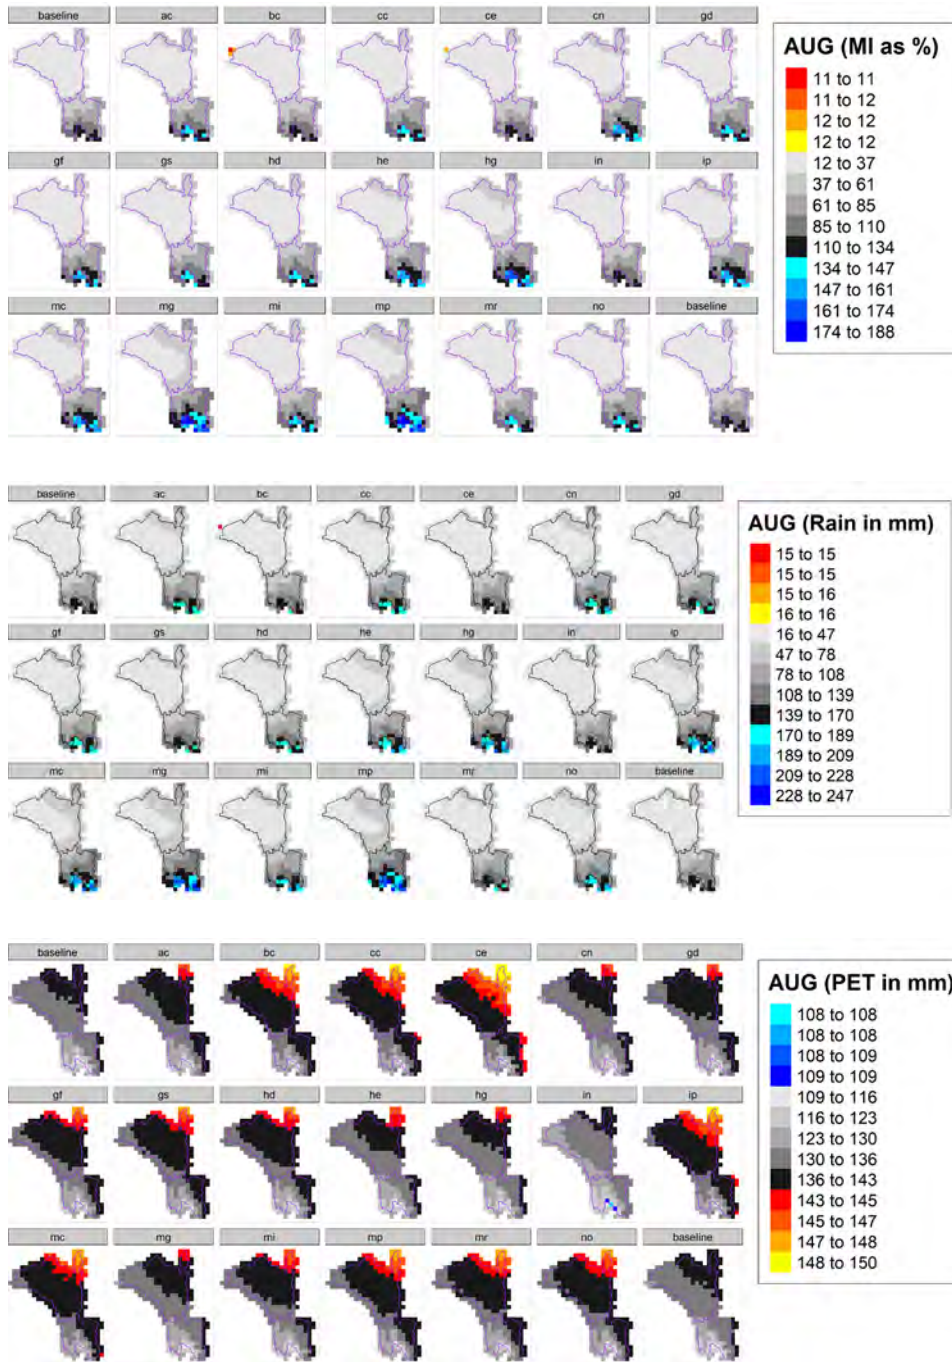 baseline ac bc cc ce cn gd
gf gs hd he hg in ip
mc mg mi mp mr no baseline
AUG (MI as %)
11 to 11
11 to 12
12 to 12
12 to 12
12 to 37
37 to 61
61 to 85
85 to 110
110 to 134
134 to 147
147 to 161
161 to 174
174 to 188
baseline ac bc cc ce cn gd
gf gs hd he hg in ip
mc mg mi mp mr no baseline
AUG (Rain in mm)
15 to 15
15 to 15
15 to 16
16 to 16
16 to 47
47 to 78
78 to 108
108 to 139
139 to 170
170 to 189
189 to 209
209 to 228
228 to 247
baseline ac bc cc ce cn gd
gf gs hd he hg in ip
mc mg mi mp mr no baseline
AUG (PET in mm)
108 to 108
108 to 108
108 to 109
109 to 109
109 to 116
116 to 123
123 to 130
130 to 136
136 to 143
143 to 145
145 to 147
147 to 148
148 to 150